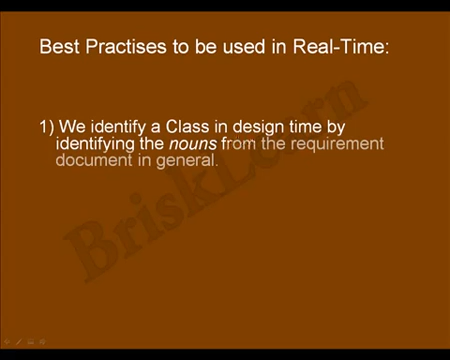 Best Practises to be used in Real-Time:
1) We identify a Class in design time by
identifying the nouns from the requirement
document in general.
BriskLearn